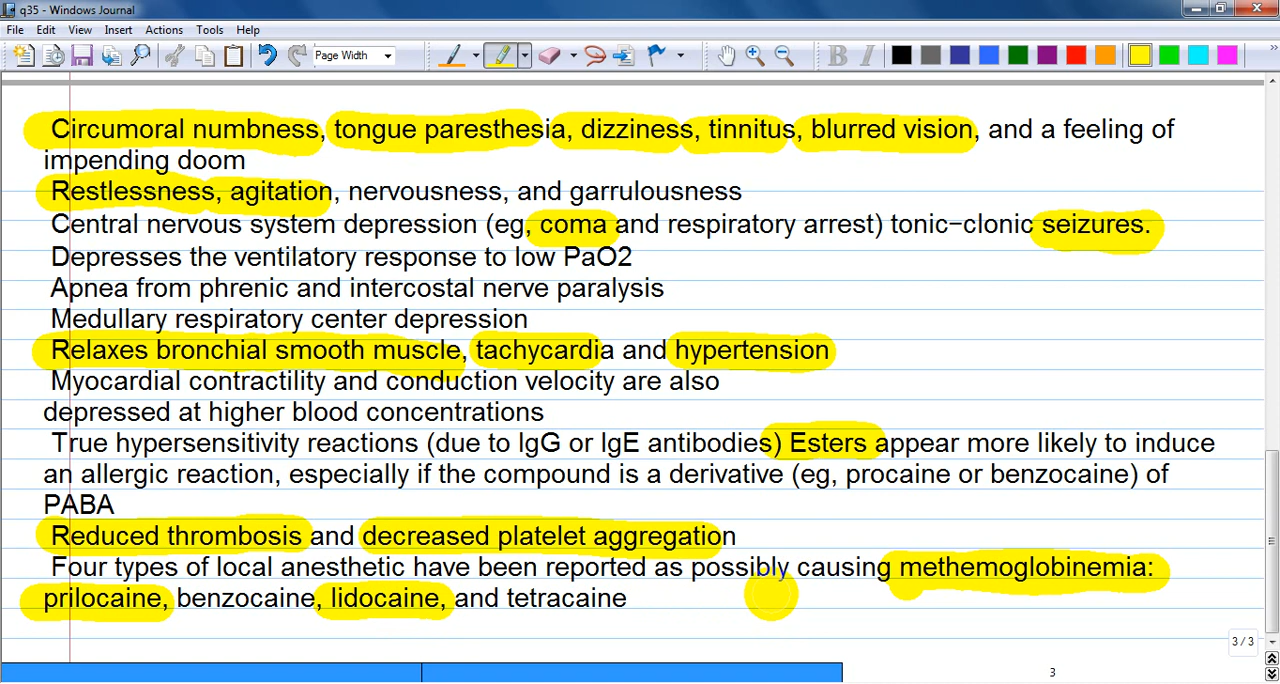 q35 - Windows Journal
File Edit View Insert Actions Tools Help
Page Width
Circumoral numbness, tongue paresthesia, dizziness, tinnitus, blurred vision, and a feeling of
impending doom
Restlessness, agitation, nervousness, and garrulousness
Central nervous system depression (eg, coma and respiratory arrest) tonic−clonic seizures.
Depresses the ventilatory response to low PaO2
Apnea from phrenic and intercostal nerve paralysis
Medullary respiratory center depression
Relaxes bronchial smooth muscle, tachycardia and hypertension
Myocardial contractility and conduction velocity are also
depressed at higher blood concentrations
True hypersensitivity reactions (due to IgG or IgE antibodies) Esters appear more likely to induce
an allergic reaction, especially if the compound is a derivative (eg, procaine or benzocaine) of
PABA
Reduced thrombosis and decreased platelet aggregation
Four types of local anesthetic have been reported as possibly causing methemoglobinemia:
prilocaine, benzocaine, lidocaine, and tetracaine
3 / 3
3